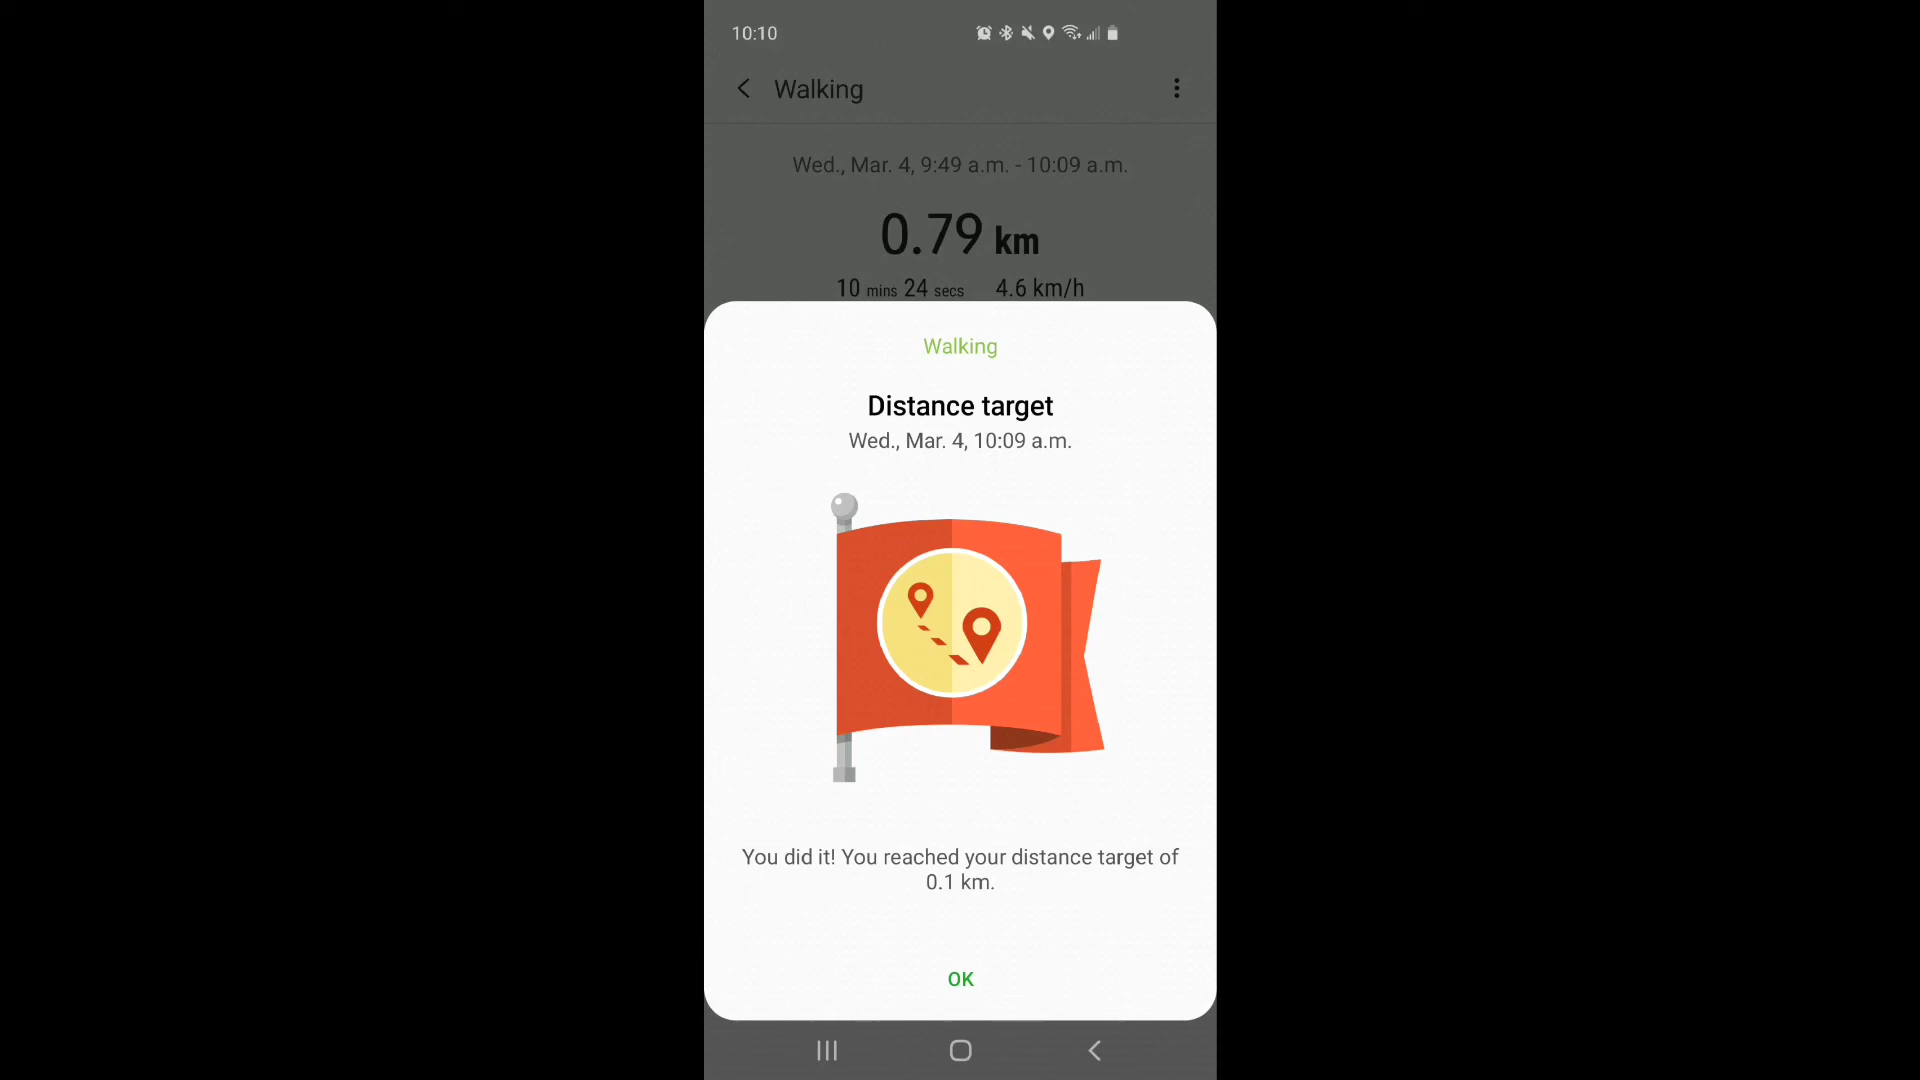 10:10
Walking
Wed., Mar. 4, 9:49 a.m. - 10:09 a.m.
0.79 km
10 mins 24 secs 4.6 km/h
Walking
Distance target
Wed., Mar. 4, 10:09 a.m.
You did it! You reached your distance target of
0.1 km.
OK